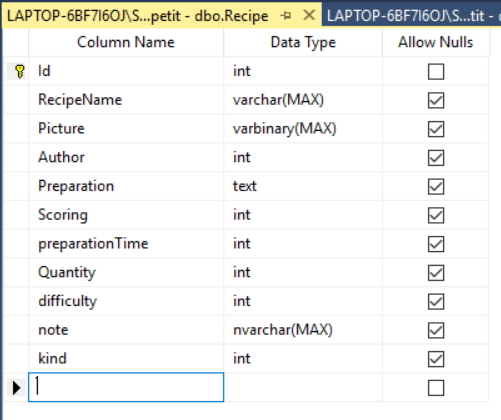 LAPTOP-6BF7I6OJ\S...petit - dbo.Recipe LAPTOP-6BF7I6OJ\S...tit -
Column Name Data Type Allow Nulls
Id int
RecipeName varchar(MAX)
Picture varbinary(MAX)
Author int
Preparation text
Scoring int
preparationTime int
Quantity int
difficulty int
note nvarchar(MAX)
kind int